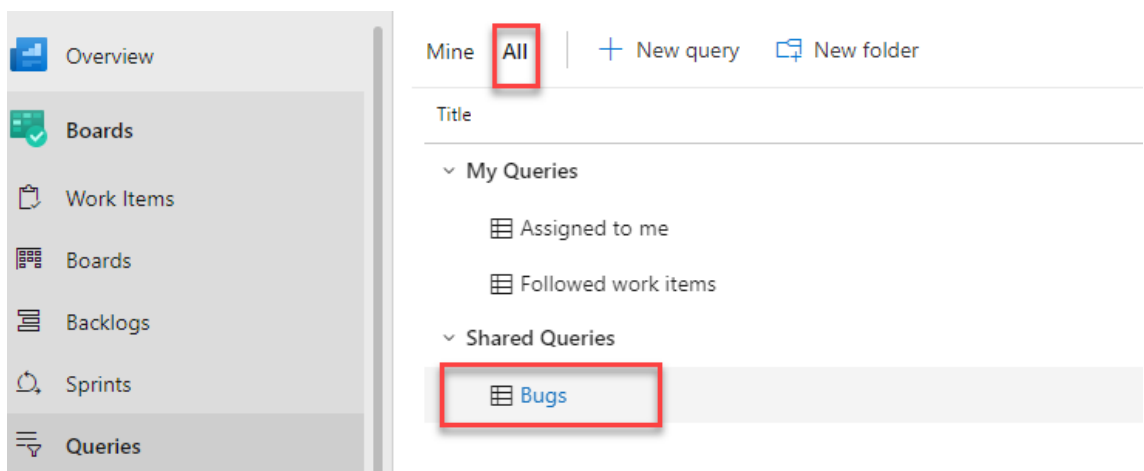 Overview
Boards
Work Items
Boards
Backlogs
Sprints
Queries
Mine All New query New folder
Title
My Queries
Assigned to me
Followed work items
Shared Queries
Bugs